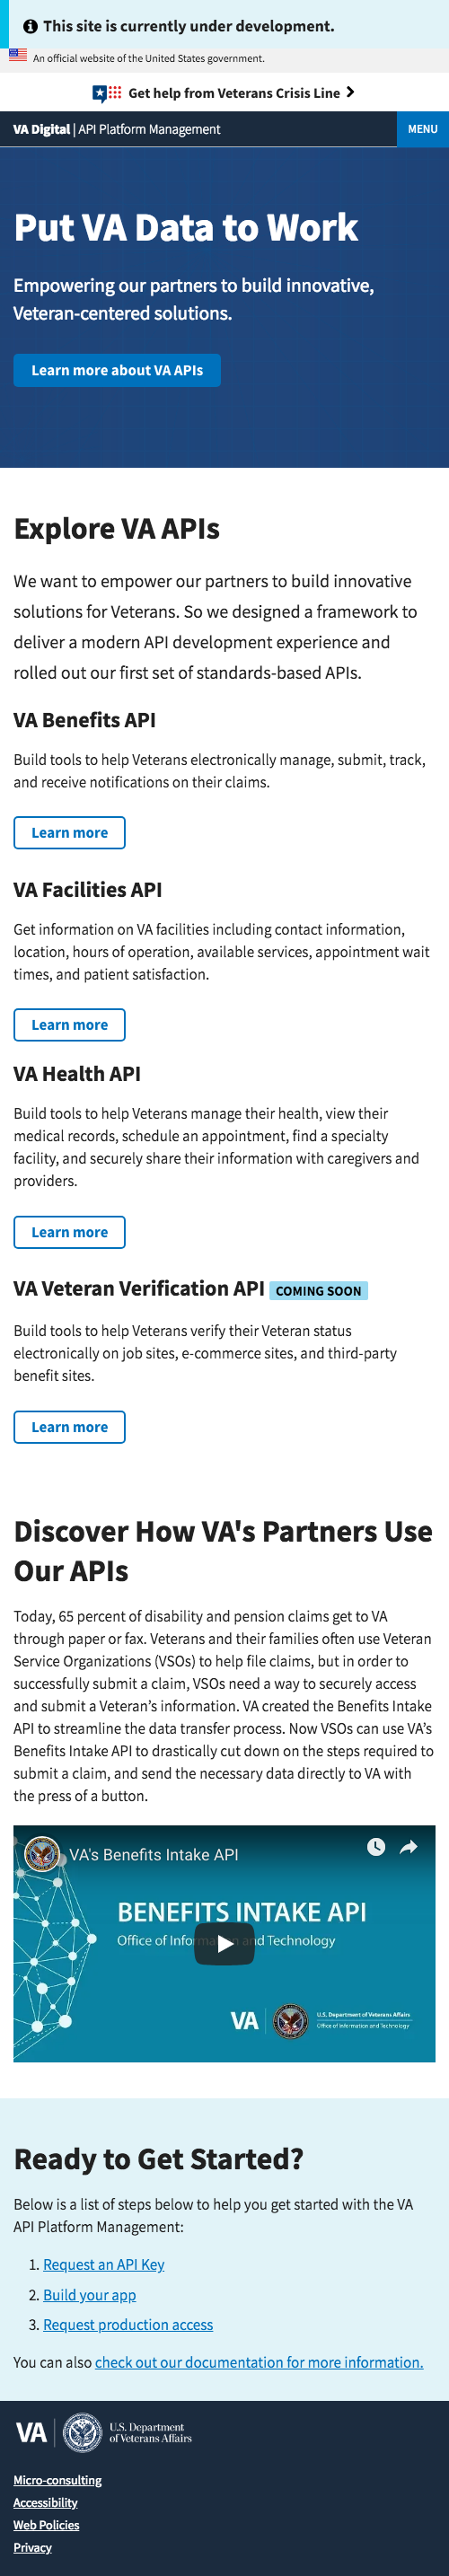 This site is currently under development.
An official website of the United States government.
Get help from Veterans Crisis Line
VA Digital | API Platform Management
MENU
Put VA Data to Work
Empowering our partners to build innovative,
Veteran-centered solutions.
Learn more about VA APIs
Explore VA APIs
We want to empower our partners to build innovative
solutions for Veterans. So we designed a framework to
deliver a modern API development experience and
rolled out our first set of standards-based APIs.
VA Benefits API
Build tools to help Veterans electronically manage, submit, track,
and receive notifications on their claims.
Learn more
VA Facilities API
Get information on VA facilities including contact information,
location, hours of operation, available services, appointment wait
times, and patient satisfaction.
Learn more
VA Health API
Build tools to help Veterans manage their health, view their
medical records, schedule an appointment, find a specialty
facility, and securely share their information with caregivers and
providers.
Learn more
VA Veteran Verification API COMING SOON
Build tools to help Veterans verify their Veteran status
electronically on job sites, e-commerce sites, and third-party
benefit sites.
Learn more
Discover How VA's Partners Use
Our APIs
Today, 65 percent of disability and pension claims get to VA
through paper or fax. Veterans and their families often use Veteran
Service Organizations (VSOs) to help file claims, but in order to
successfully submit a claim, VSOs need a way to securely access
and submit a Veteran’s information. VA created the Benefits Intake
API to streamline the data transfer process. Now VSOs can use VA’s
Benefits Intake API to drastically cut down on the steps required to
submit a claim, and send the necessary data directly to VA with
the press of a button.
VA's Benefits Intake API
BENEFITS INTAKE API
Office of Information and Technology
VA
U.S. Department of Veterans Affairs
Office of Information and Technology
Ready to Get Started?
Below is a list of steps below to help you get started with the VA
API Platform Management:
1. Request an API Key
2. Build your app
3. Request production access
You can also check out our documentation for more information.
VA
U.S. Department
of Veterans Affairs
Micro-consulting
Accessibility
Web Policies
Privacy